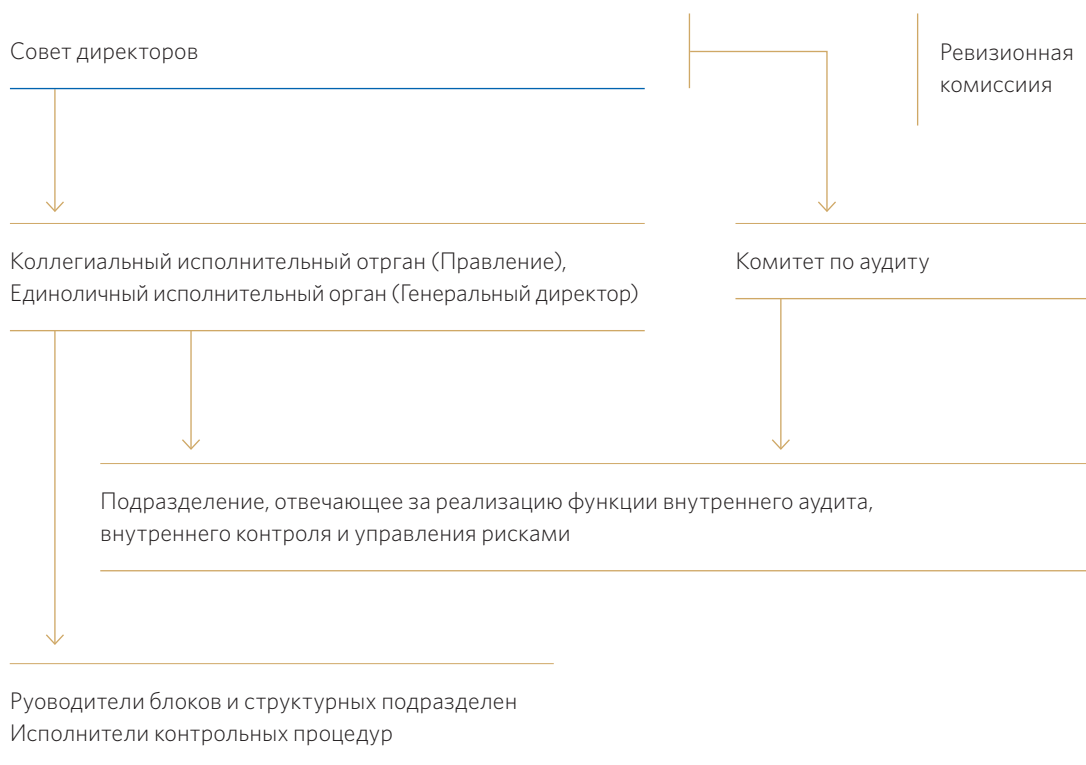 Совет директоров
Ревизионная
комиссиия
Коллегиальный исполнительный отрган (Правление),
Единоличный исполнительный орган (Генеральный директор)
Комитет по аудиту
Подразделение, отвечающее за реализацию функции внутреннего аудита,
внутреннего контроля и управления рисками
Руоводители блоков и структурных подразделен
Исполнители контрольных процедур